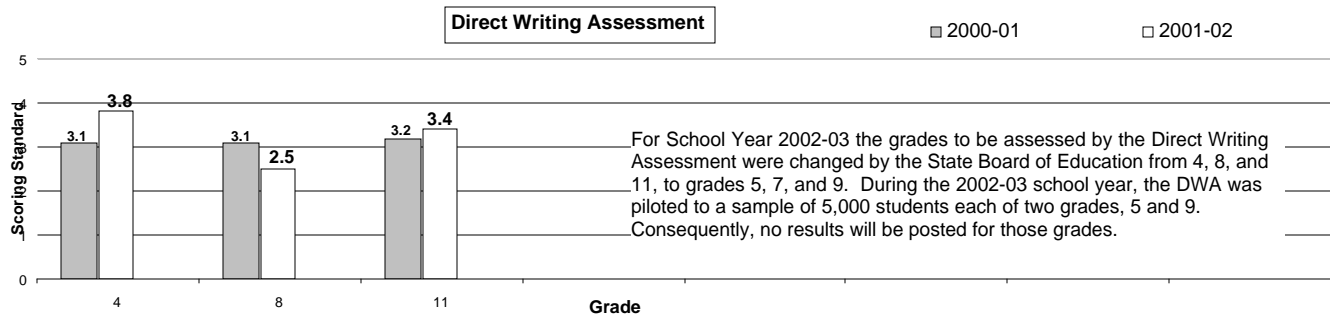 Direct Writing Assessment
2000-01
2001-02
5
4
3
2
1
0
Scoring Standard
3.1
3.8
3.1
2.5
3.2
3.4
For School Year 2002-03 the grades to be assessed by the Direct Writing
Assessment were changed by the State Board of Education from 4, 8, and
11, to grades 5, 7, and 9.  During the 2002-03 school year, the DWA was
piloted to a sample of 5,000 students each of two grades, 5 and 9.
Consequently, no results will be posted for those grades.
4
8
11
Grade